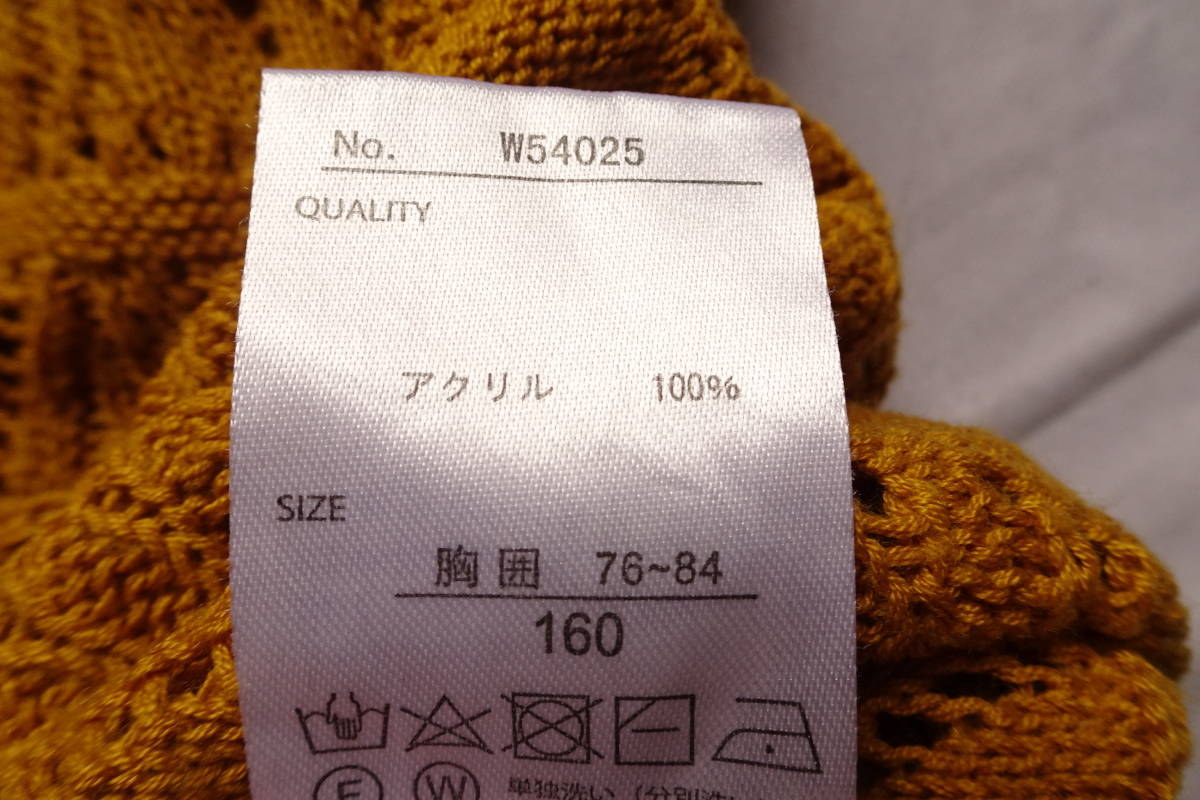 No. W54025
QUALITY
アクリル 100%
SIZE
胸囲 76~84
160
F W 単独洗い（分別洗い